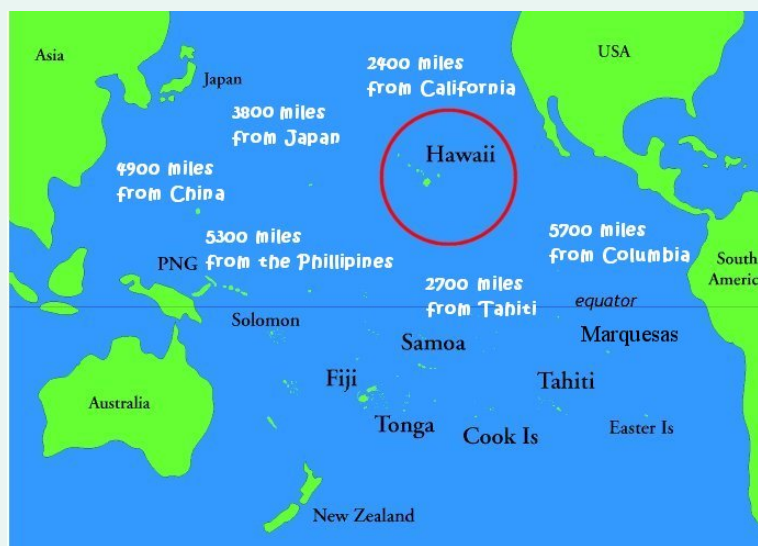 Asia
USA
Japan
2400 miles
from California
3800 miles
from Japan
Hawaii
4900 miles
from China
5300 miles
from the Phillipines
PNG
5700 miles
from Columbia
South
Americ
2700 miles
from Tahiti
equator
Solomon
Samoa
Marquesas
Fiji
Tahiti
Australia
Tonga
Cook Is
Easter Is
New Zealand